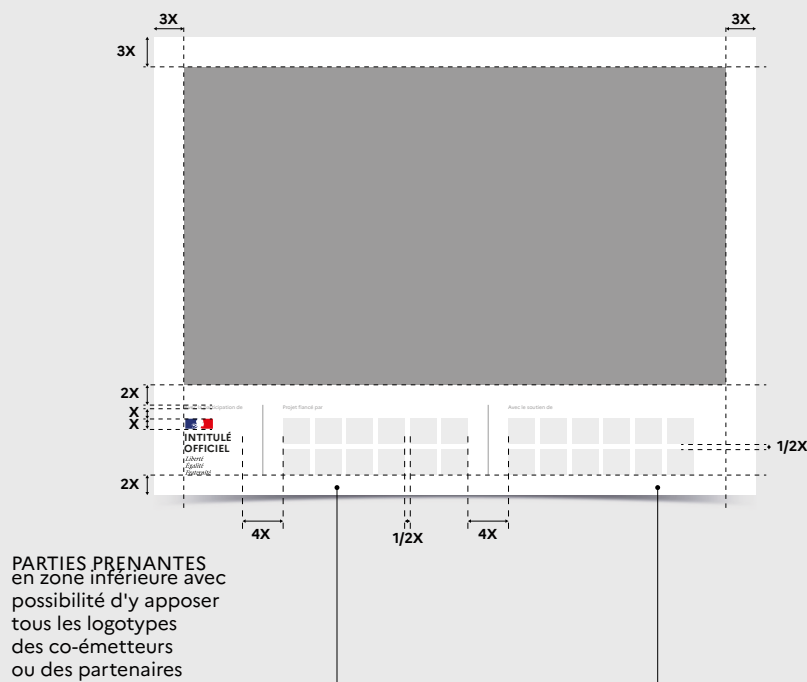 3X
3X
3X
2X
X
X
participation de
Projet financé par
Avec le soutien de
INTITULÉ
OFFICIEL
Liberté
Égalité
Fraternité
1/2X
2X
4X
1/2X
4X
PARTIES PRENANTES
en zone inférieure avec
possibilité d'y apposer
tous les logotypes
des co-émetteurs
ou des partenaires